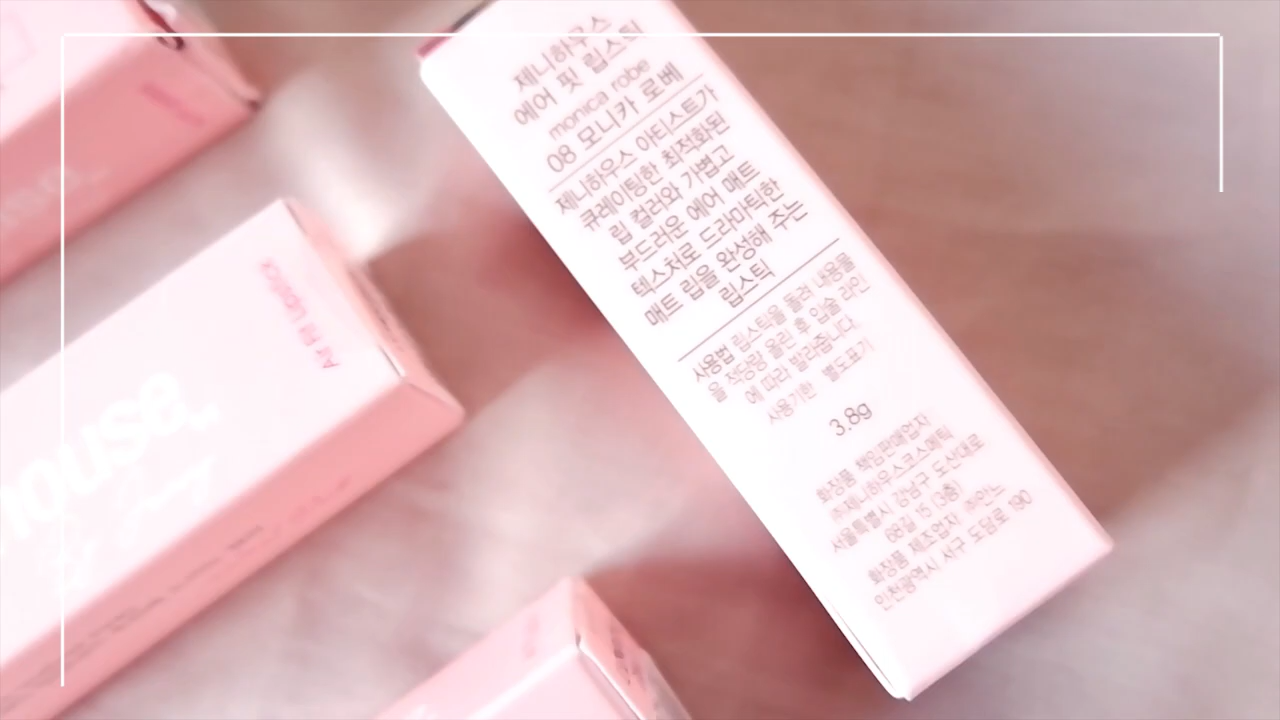 제니하우스
에어 핏 립스틱
monica robe
08 모니카 로베
제니하우스 아티스트가
큐레이팅한 최적화된
립 컬러와 가볍고
부드러운 에어 매트
텍스처로 드라마틱한
매트 립을 완성해 주는
립스틱
사용법 립스틱을 돌려 내용물
을 적당량 올린 후 입술 라인
에 따라 발라줍니다.
사용기한 별도표기
3.8g
화장품 책임판매업자
㈜제니하우스코스메틱
서울특별시 강남구 도산대로
68길 15 (3층)
화장품 제조업자 ㈜안느
인천광역시 서구 도담로 190
Air Fit Lipstick
house